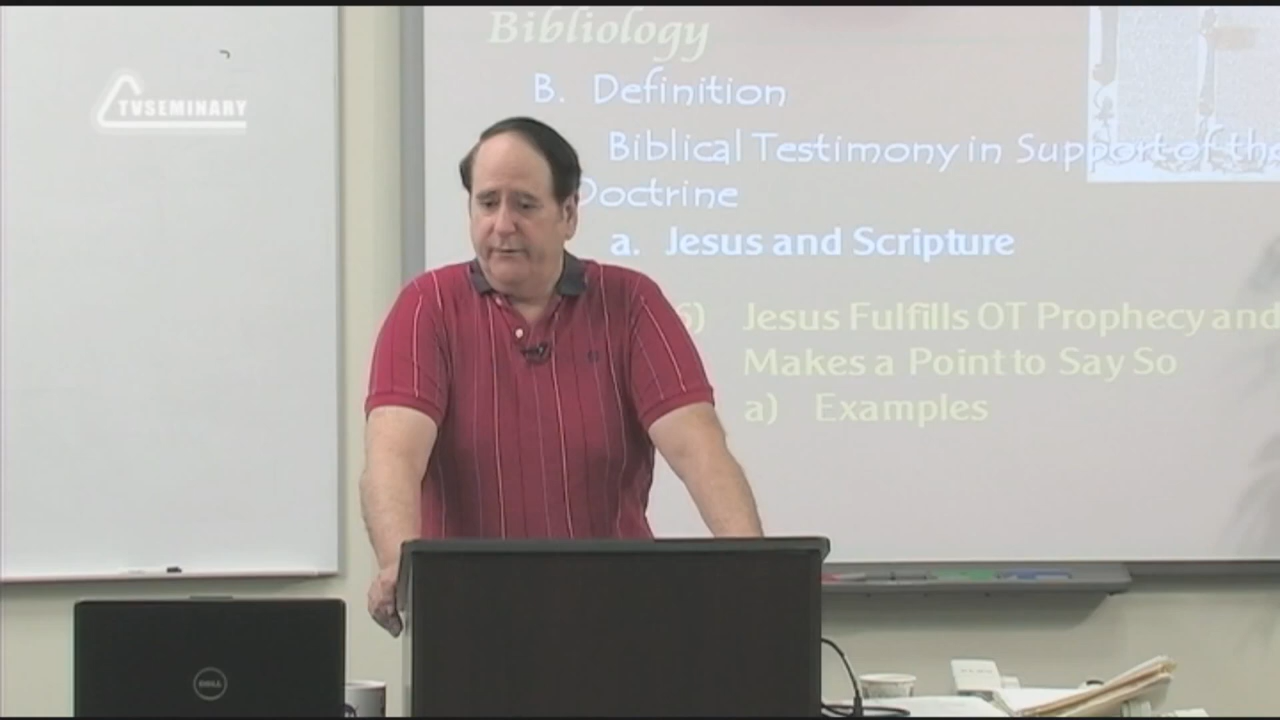 Bibliology
TVSEMINARY
B. Definition
Biblical Testimony in Support of the
Doctrine
a. Jesus and Scripture
6) Jesus Fulfills OT Prophecy and
Makes a Point to Say So
a) Examples
DELL